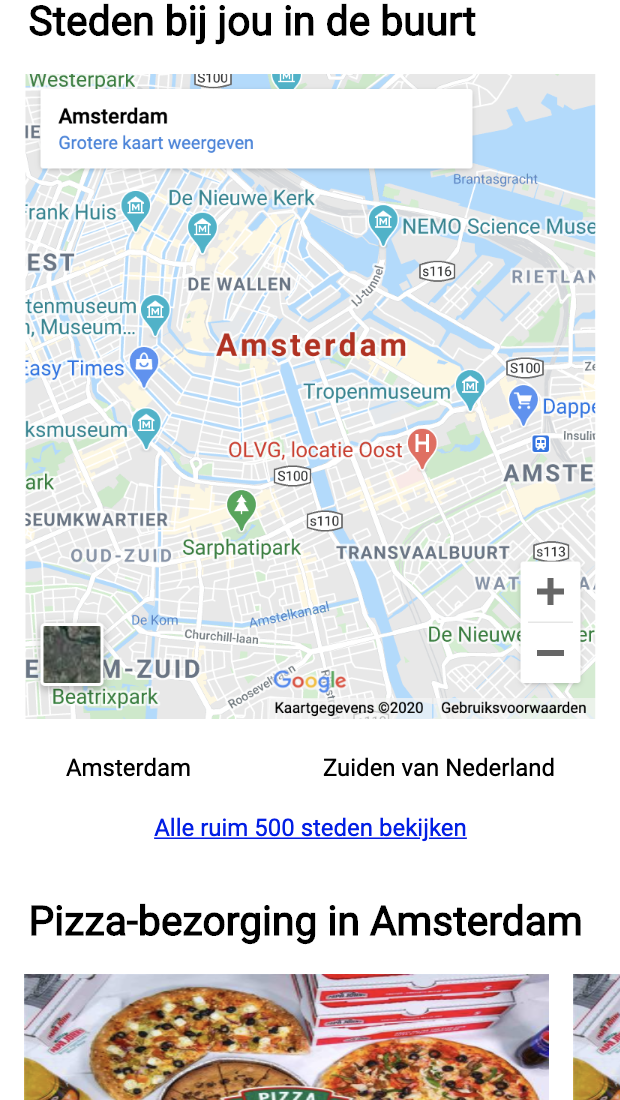 Steden bij jou in de buurt
Westerpark
S100
Amsterdam
Grotere kaart weergeven
Brantasgracht
De Nieuwe Kerk
rank Huis
NEMO Science Muse
EST
s116
RIETLAN
DE WALLEN
IJ-tunnel
tenmuseum
n, Museum...
Amsterdam
Easy Times
S100
Tropenmuseum
Dappe
ksmuseum
OLVG, locatie Oost
H
Insuli
S100
AMSTE
ark
SEUMKWARTIER
s110
Sarphatipark
TRANSVAALBUURT
s113
OUD-ZUID
WAT
De Kom
Amstelkanaal
Churchill-laan
De Nieuwe
er
M-ZUID
Beatrixpark
Google
Kaartgegevens ©2020
Gebruiksvoorwaarden
Amsterdam
Zuiden van Nederland
Alle ruim 500 steden bekijken
Pizza-bezorging in Amsterdam
PIZZA